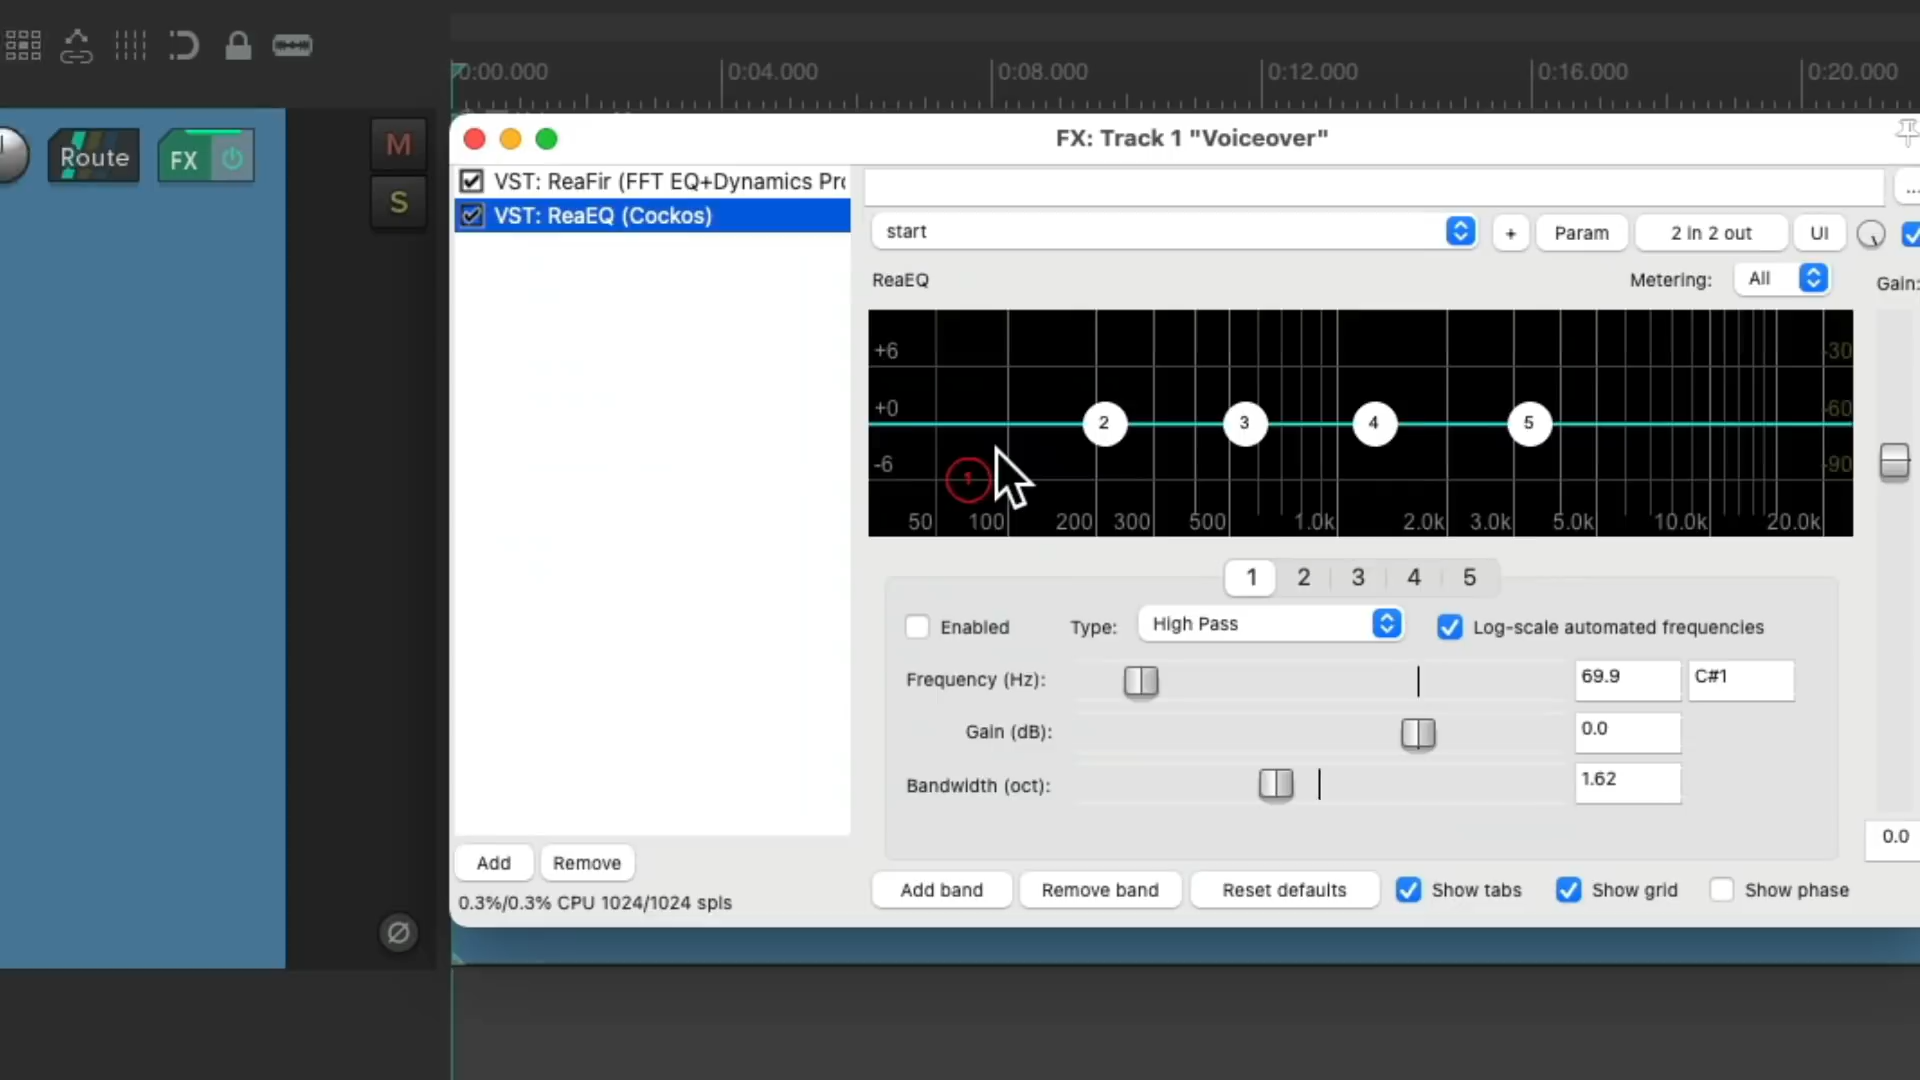 0:00.000 0:04.000 0:08.000 0:12.000 0:16.000 0:20.000
Route FX M
S
FX: Track 1 "Voiceover"
VST: ReaFir (FFT EQ+Dynamics Pro
VST: ReaEQ (Cockos)
...
start + Param 2 in 2 out UI
ReaEQ Metering: All Gain:
+6 -30
+0 -60
-6 -90
1 2 3 4 5
50 100 200 300 500 1.0k 2.0k 3.0k 5.0k 10.0k 20.0k
1 2 3 4 5
Enabled Type: High Pass Log-scale automated frequencies
Frequency (Hz): 69.9 C#1
Gain (dB): 0.0
Bandwidth (oct): 1.62
0.0
Add Remove
Add band Remove band Reset defaults Show tabs Show grid Show phase
0.3%/0.3% CPU 1024/1024 spls